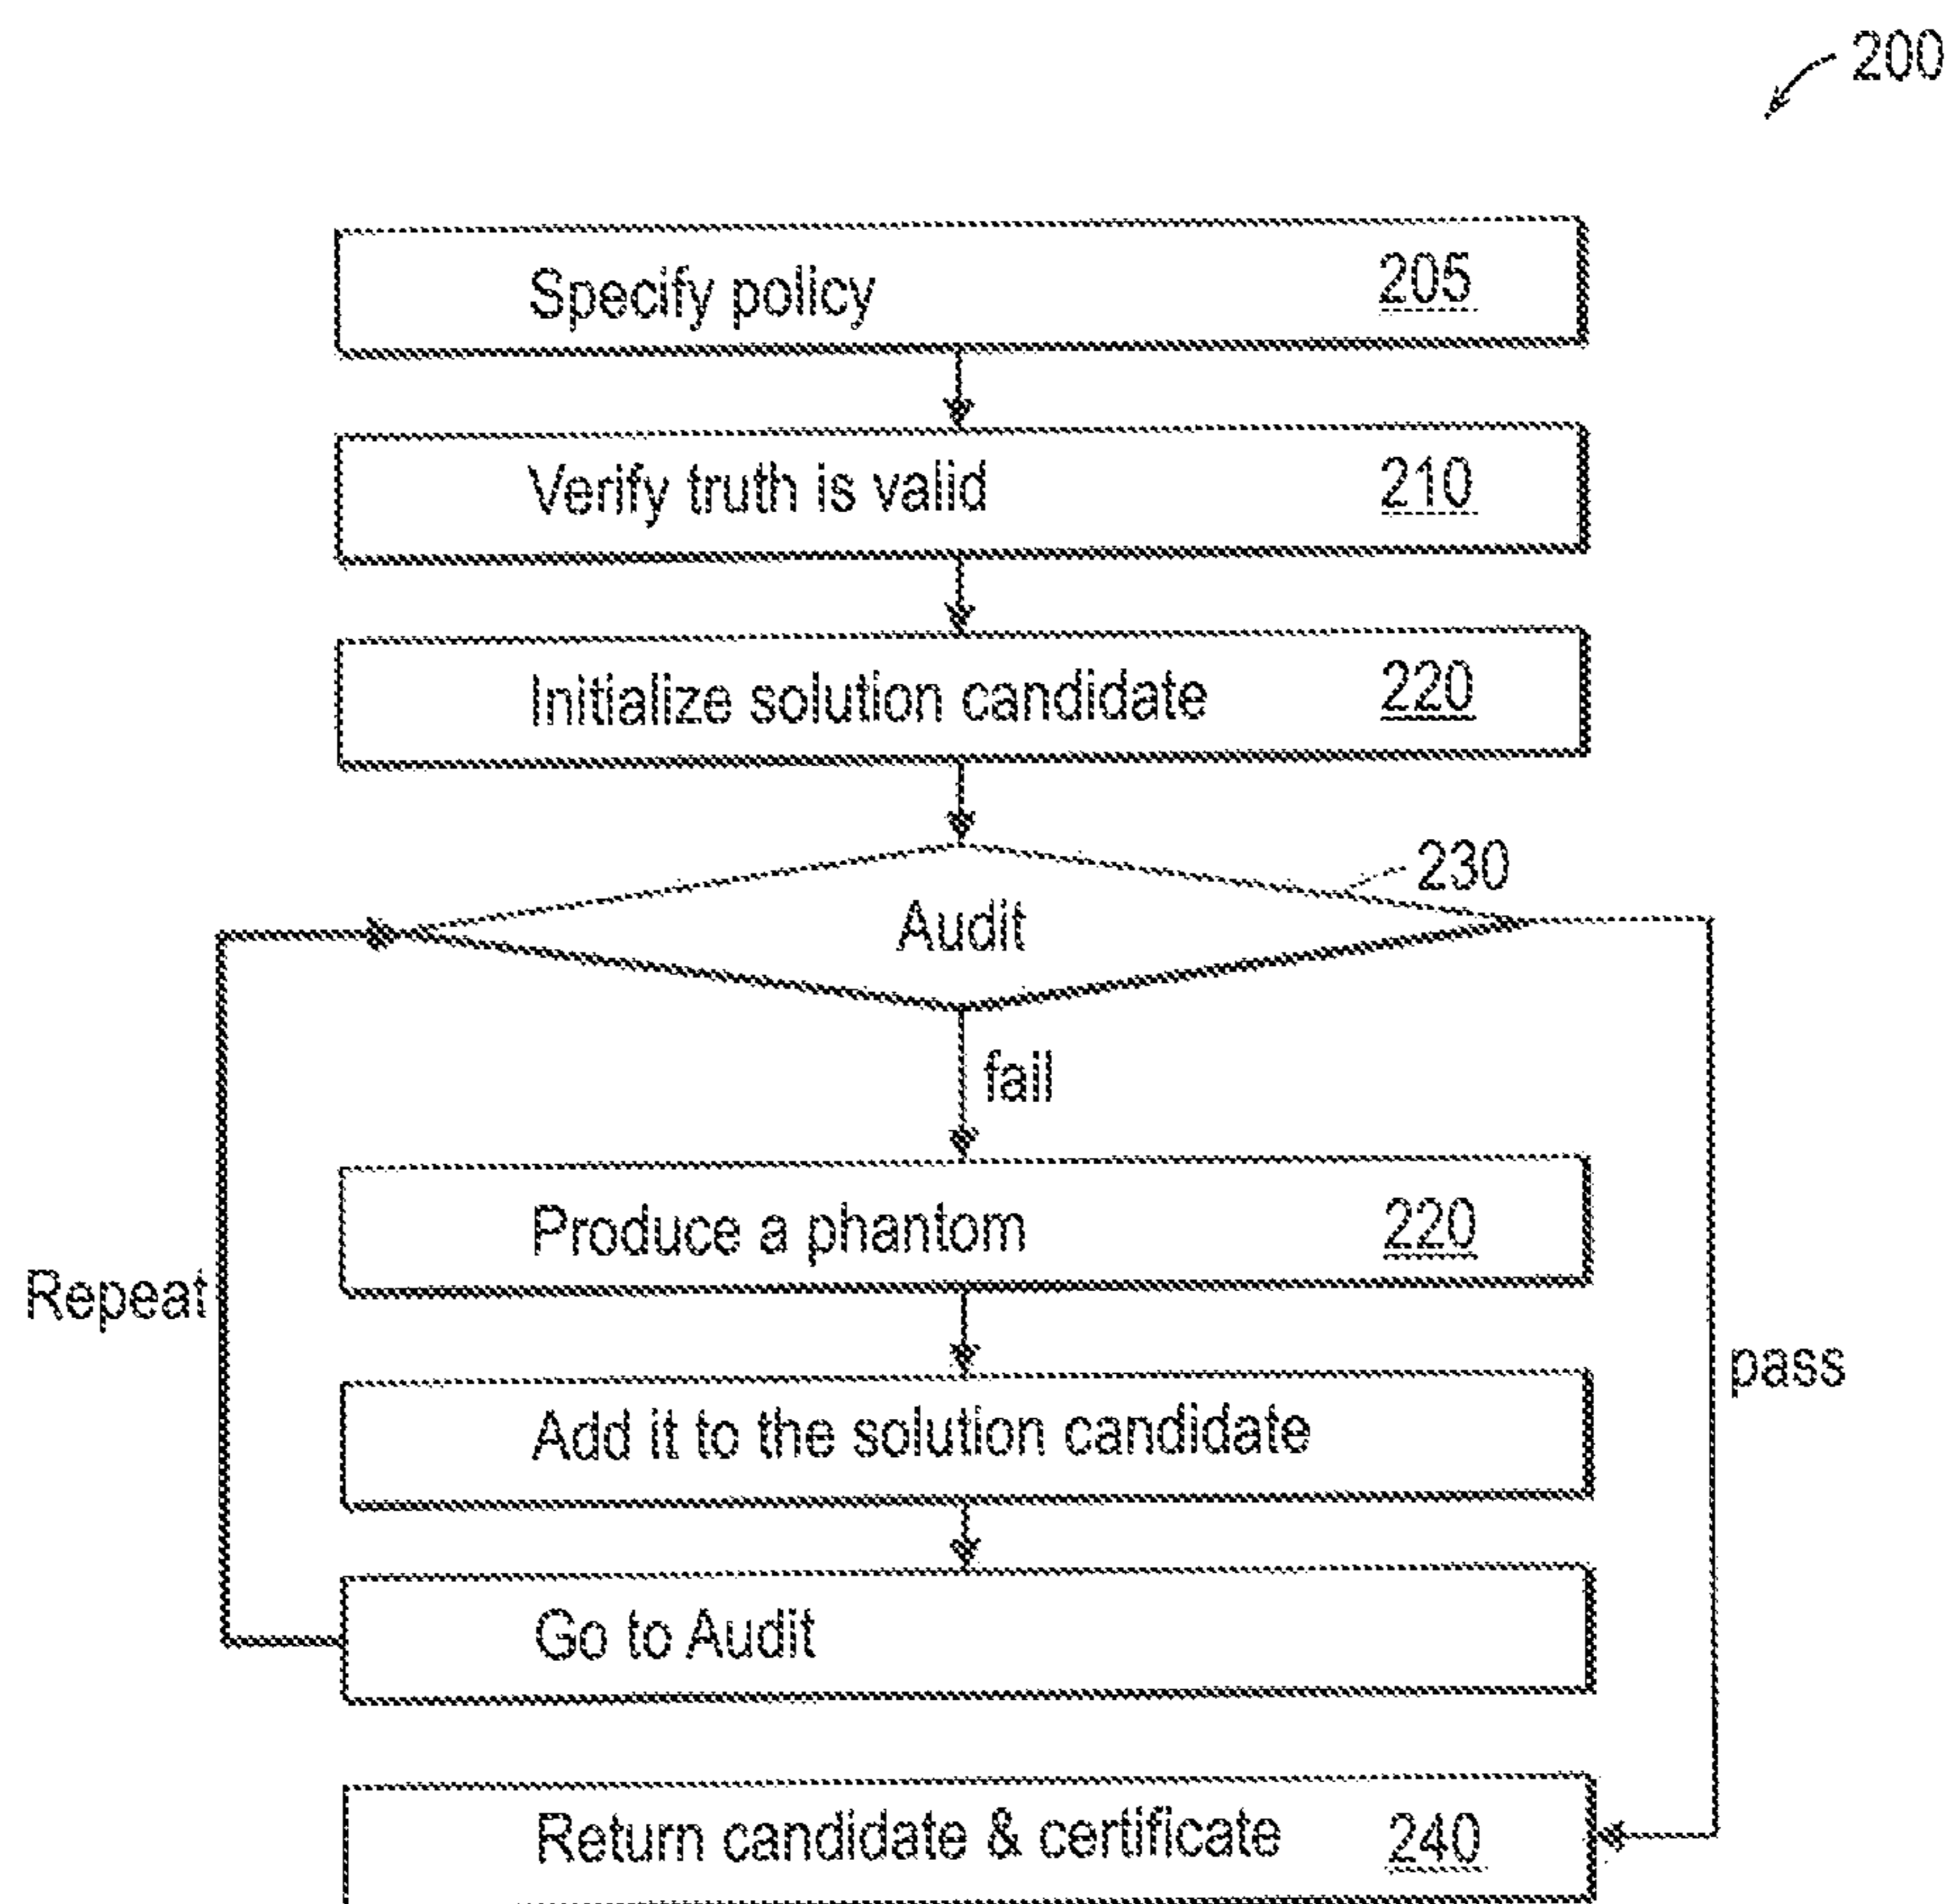 200
Specify policy 205
Verify truth is valid 210
Initialize solution candidate 220
230
Audit
fail
Produce a phantom 220
Repeat
pass
Add it to the solution candidate
Go to Audit
Return candidate & certificate 240